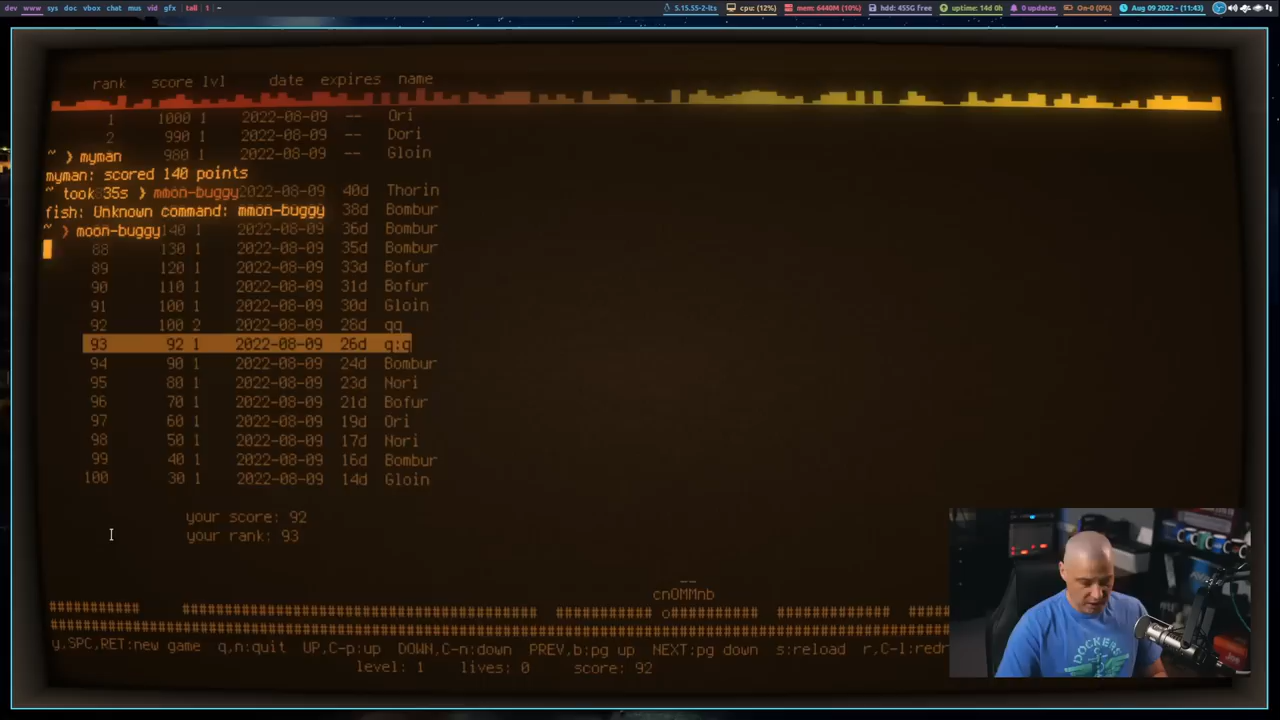 dev www sys doc vbox chat mus vid gfx | tall | 1 | ~ 5.15.55-2-lts cpu: (12%) mem: 6440M (10%) hdd: 455G free uptime: 14d 0h 0 updates On-0 (0%) Aug 09 2022 - (11:43)
rank score lvl date expires name
1 1000 1 2022-08-09 -- Ori
2 990 1 2022-08-09 -- Dori
~ ❯ myman 980 1 2022-08-09 -- Gloin
myman: scored 140 points
~ took 35s ❯ mmon-buggy 2022-08-09 40d Thorin
fish: Unknown command: mmon-buggy 38d Bombur
~ ❯ moon-buggy 140 1 2022-08-09 36d Bombur
88 130 1 2022-08-09 35d Bombur
89 120 1 2022-08-09 33d Bofur
90 110 1 2022-08-09 31d Bofur
91 100 1 2022-08-09 30d Gloin
92 100 2 2022-08-09 28d qq
93 92 1 2022-08-09 26d q:q
94 90 1 2022-08-09 24d Bombur
95 80 1 2022-08-09 23d Nori
96 70 1 2022-08-09 21d Bofur
97 60 1 2022-08-09 19d Ori
98 50 1 2022-08-09 17d Nori
99 40 1 2022-08-09 16d Bombur
100 30 1 2022-08-09 14d Gloin
your score: 92
your rank: 93
cnOMMnb
y,SPC,RET:new game q,n:quit UP,C-p:up DOWN,C-n:down PREV,b:pg up NEXT:pg down s:reload r,C-l:redr
level: 1 lives: 0 score: 92
DOCKERS